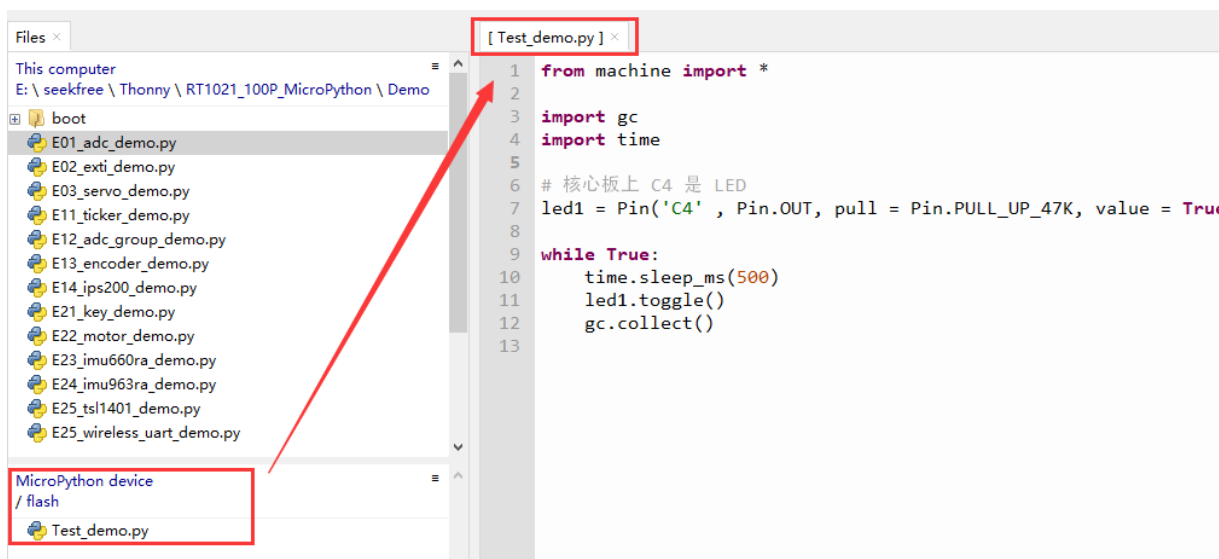 Files
This computer
E: \ seekfree \ Thonny \ RT1021_100P_MicroPython \ Demo
boot
E01_adc_demo.py
E02_exti_demo.py
E03_servo_demo.py
E11_ticker_demo.py
E12_adc_group_demo.py
E13_encoder_demo.py
E14_ips200_demo.py
E21_key_demo.py
E22_motor_demo.py
E23_imu660ra_demo.py
E24_imu963ra_demo.py
E25_tsl1401_demo.py
E25_wireless_uart_demo.py
MicroPython device
/ flash
Test_demo.py
[ Test_demo.py ]
1 from machine import *
2
3 import gc
4 import time
5
6 # 核心板上 C4 是 LED
7 led1 = Pin('C4' , Pin.OUT, pull = Pin.PULL_UP_47K, value = True
8
9 while True:
10     time.sleep_ms(500)
11     led1.toggle()
12     gc.collect()
13